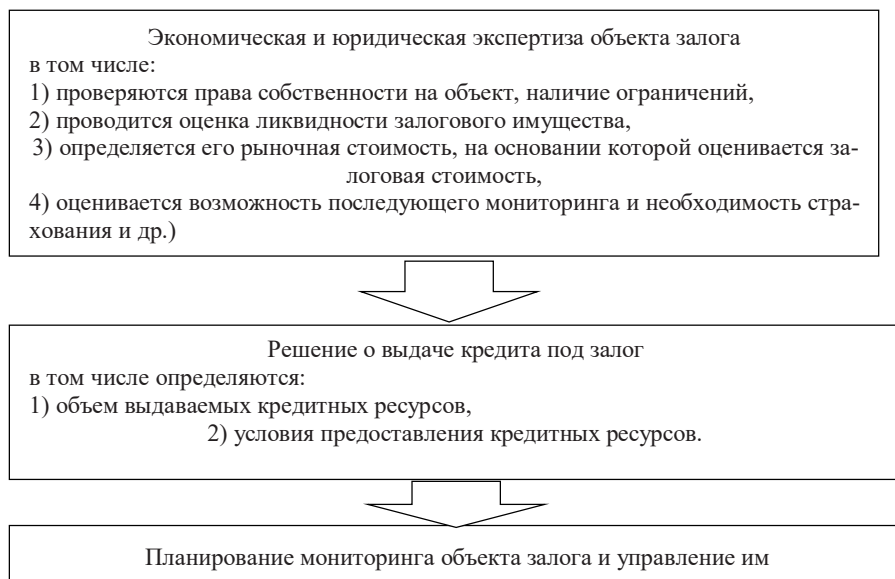 Экономическая и юридическая экспертиза объекта залога
в том числе:
1) проверяются права собственности на объект, наличие ограничений,
2) проводится оценка ликвидности залогового имущества,
3) определяется его рыночная стоимость, на основании которой оценивается за-
логовая стоимость,
4) оценивается возможность последующего мониторинга и необходимость стра-
хования и др.)
Решение о выдаче кредита под залог
в том числе определяются:
1) объем выдаваемых кредитных ресурсов,
2) условия предоставления кредитных ресурсов.
Планирование мониторинга объекта залога и управление им